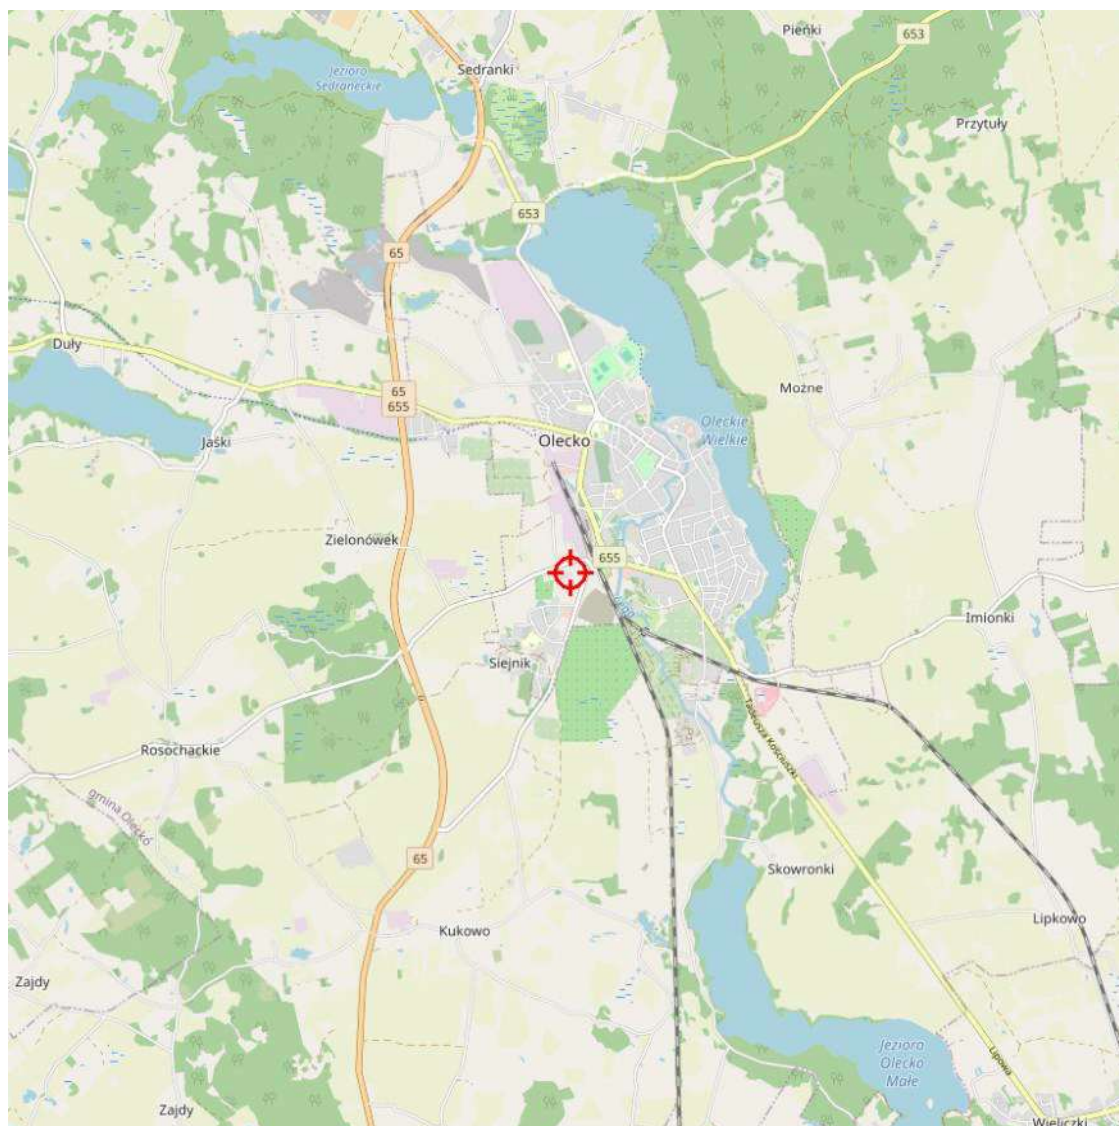 Pieńki
653
Sedranki
Jezioro
Sedraneckie
Przytuły
653
65
Duły
65
655
Możne
Oleckie
Wielkie
Olecko
Jaśki
Zielonówek
655
Imionki
Siejnik
Rosochackie
Tadeusza Kościuszki
gmina Olecko
65
Skowronki
Lipkowo
Kukowo
Zajdy
Jeziora
Olecko
Małe
Lipowa
Zajdy
Wieliczki